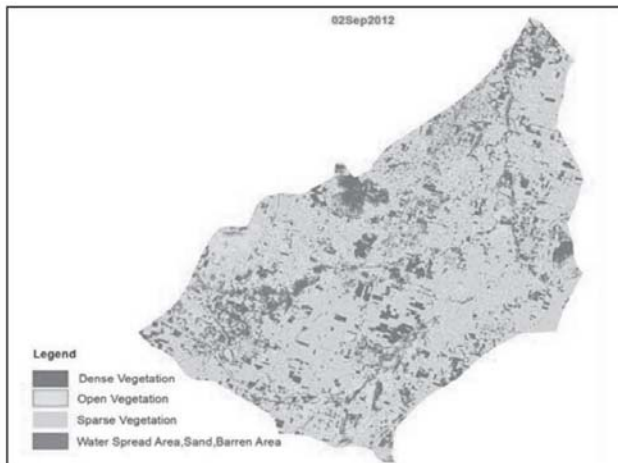 02Sep2012
Legend
Dense Vegetation
Open Vegetation
Sparse Vegetation
Water Spread Area,Sand,Barren Area